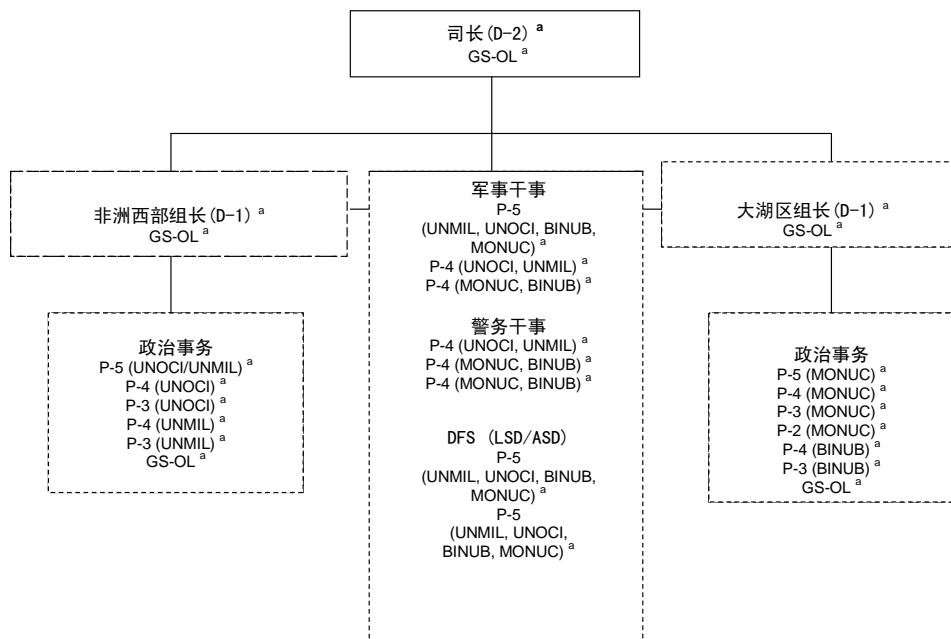 司长(D-2) a
GS-OL a
非洲西部组长(D-1) a
GS-OL a
军事干事
P-5
(UNMIL, UNOCI, BINUB,
MONUC) a
P-4 (UNOCI, UNMIL) a
P-4 (MONUC, BINUB) a
警务干事
P-4 (UNOCI, UNMIL) a
P-4 (MONUC, BINUB) a
P-4 (MONUC, BINUB) a
DFS (LSD/ASD)
P-5
(UNMIL, UNOCI, BINUB,
MONUC) a
P-5
(UNMIL, UNOCI,
BINUB, MONUC) a
大湖区组长(D-1) a
GS-OL a
政治事务
P-5 (UNOCI/UNMIL) a
P-4 (UNOCI) a
P-3 (UNOCI) a
P-4 (UNMIL) a
P-3 (UNMIL) a
GS-OL a
政治事务
P-5 (MONUC) a
P-4 (MONUC) a
P-3 (MONUC) a
P-2 (MONUC) a
P-4 (BINUB) a
P-3 (BINUB) a
GS-OL a